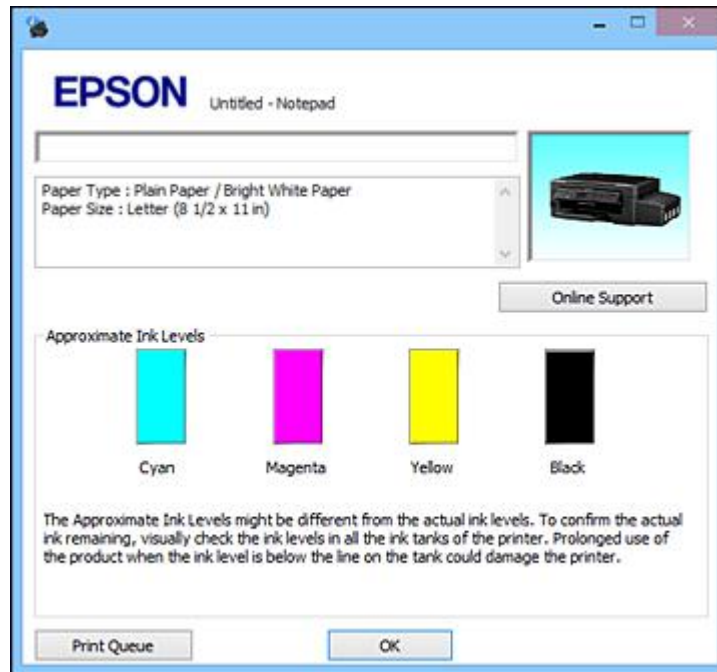 EPSON Untitled - Notepad
Paper Type : Plain Paper / Bright White Paper
Paper Size : Letter (8 1/2 x 11 in)
Online Support
Approximate Ink Levels
Cyan Magenta Yellow Black
The Approximate Ink Levels might be different from the actual ink levels. To confirm the actual
ink remaining, visually check the ink levels in all the ink tanks of the printer. Prolonged use of
the product when the ink level is below the line on the tank could damage the printer.
Print Queue OK